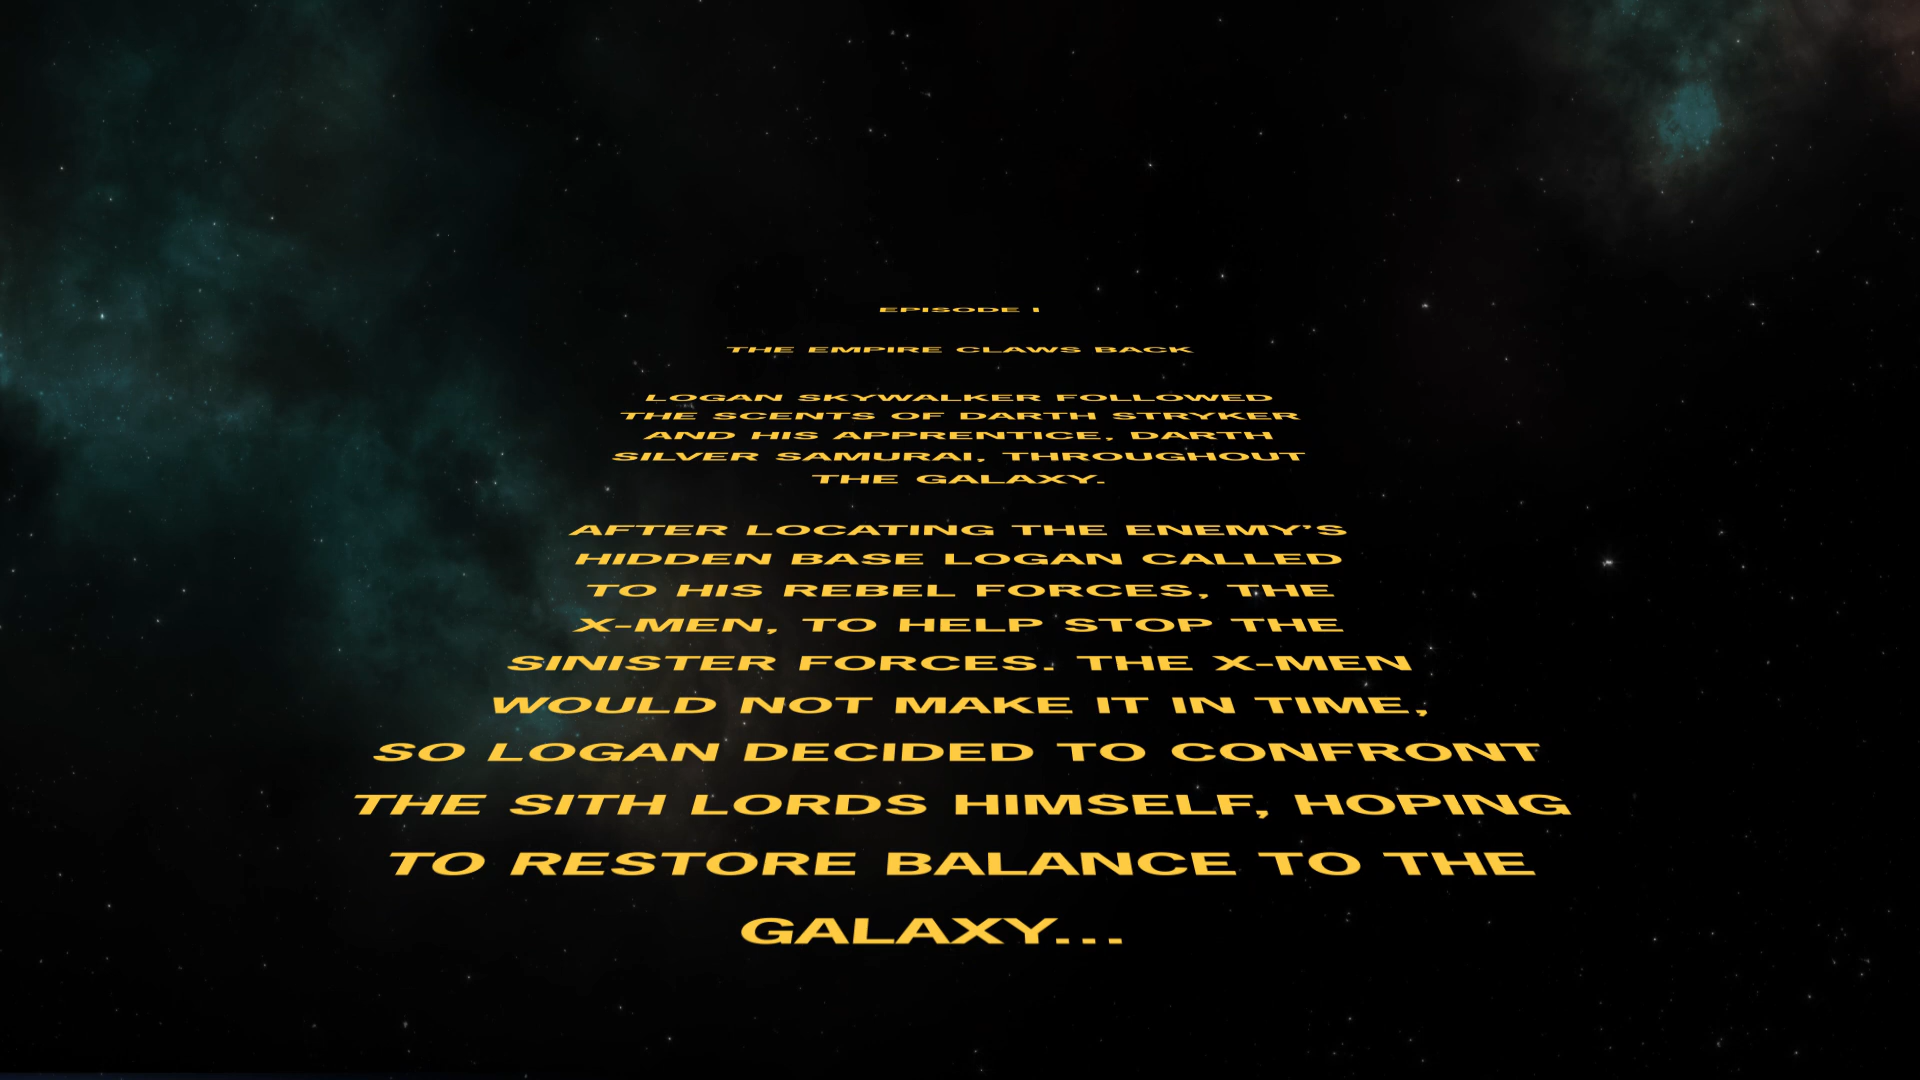 EPISODE I
THE EMPIRE CLAWS BACK
LOGAN SKYWALKER FOLLOWED
THE SCENTS OF DARTH STRYKER
AND HIS APPRENTICE, DARTH
SILVER SAMURAI, THROUGHOUT
THE GALAXY.
AFTER LOCATING THE ENEMY'S
HIDDEN BASE LOGAN CALLED
TO HIS REBEL FORCES, THE
X-MEN, TO HELP STOP THE
SINISTER FORCES. THE X-MEN
WOULD NOT MAKE IT IN TIME,
SO LOGAN DECIDED TO CONFRONT
THE SITH LORDS HIMSELF, HOPING
TO RESTORE BALANCE TO THE
GALAXY...